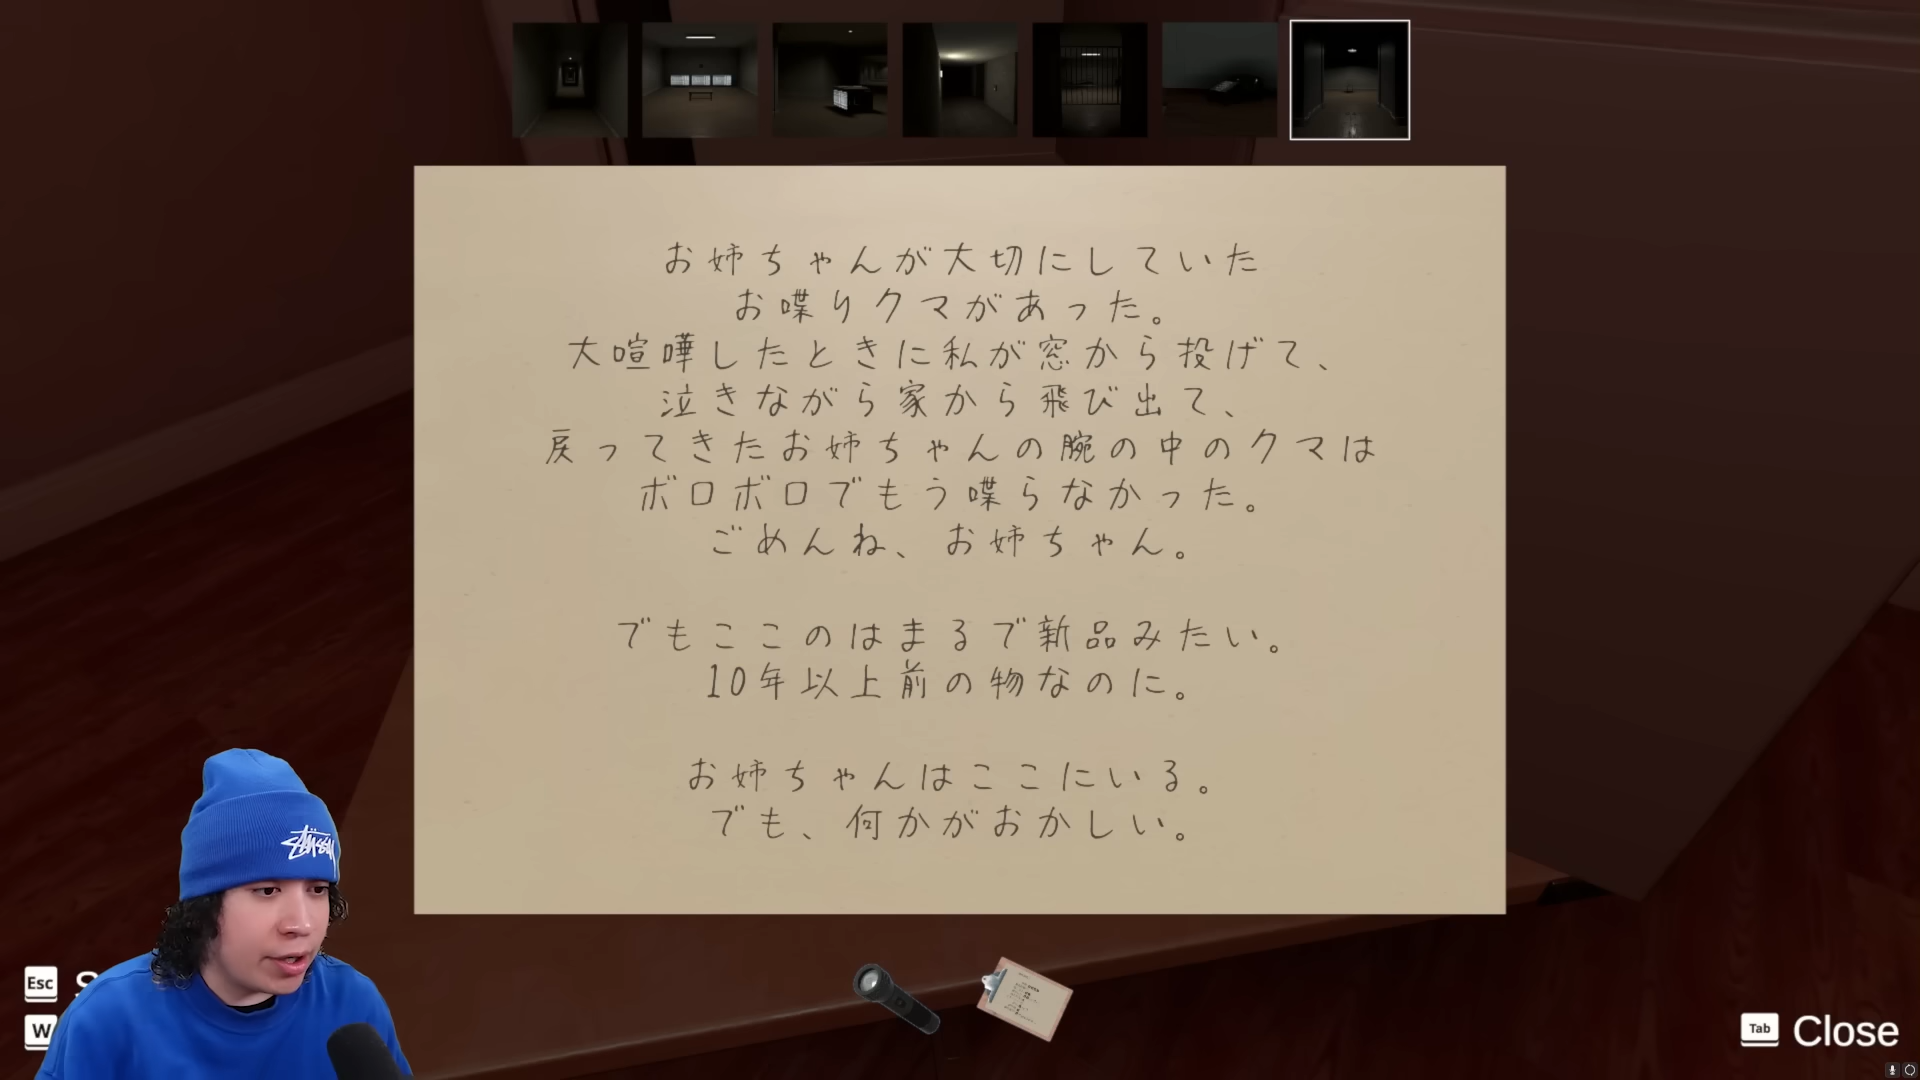 お姉ちゃんが大切にしていた
お喋りクマがあった。
大喧嘩したときに私が窓から投げて、
泣きながら家から飛び出て、
戻ってきたお姉ちゃんの腕の中のクマは
ボロボロでもう喋らなかった。
ごめんね、お姉ちゃん。
でもここのはまるで新品みたい。
10年以上前の物なのに。
お姉ちゃんはここにいる。
でも、何かがおかしい。
Stüssy
Esc S
W
Tab Close